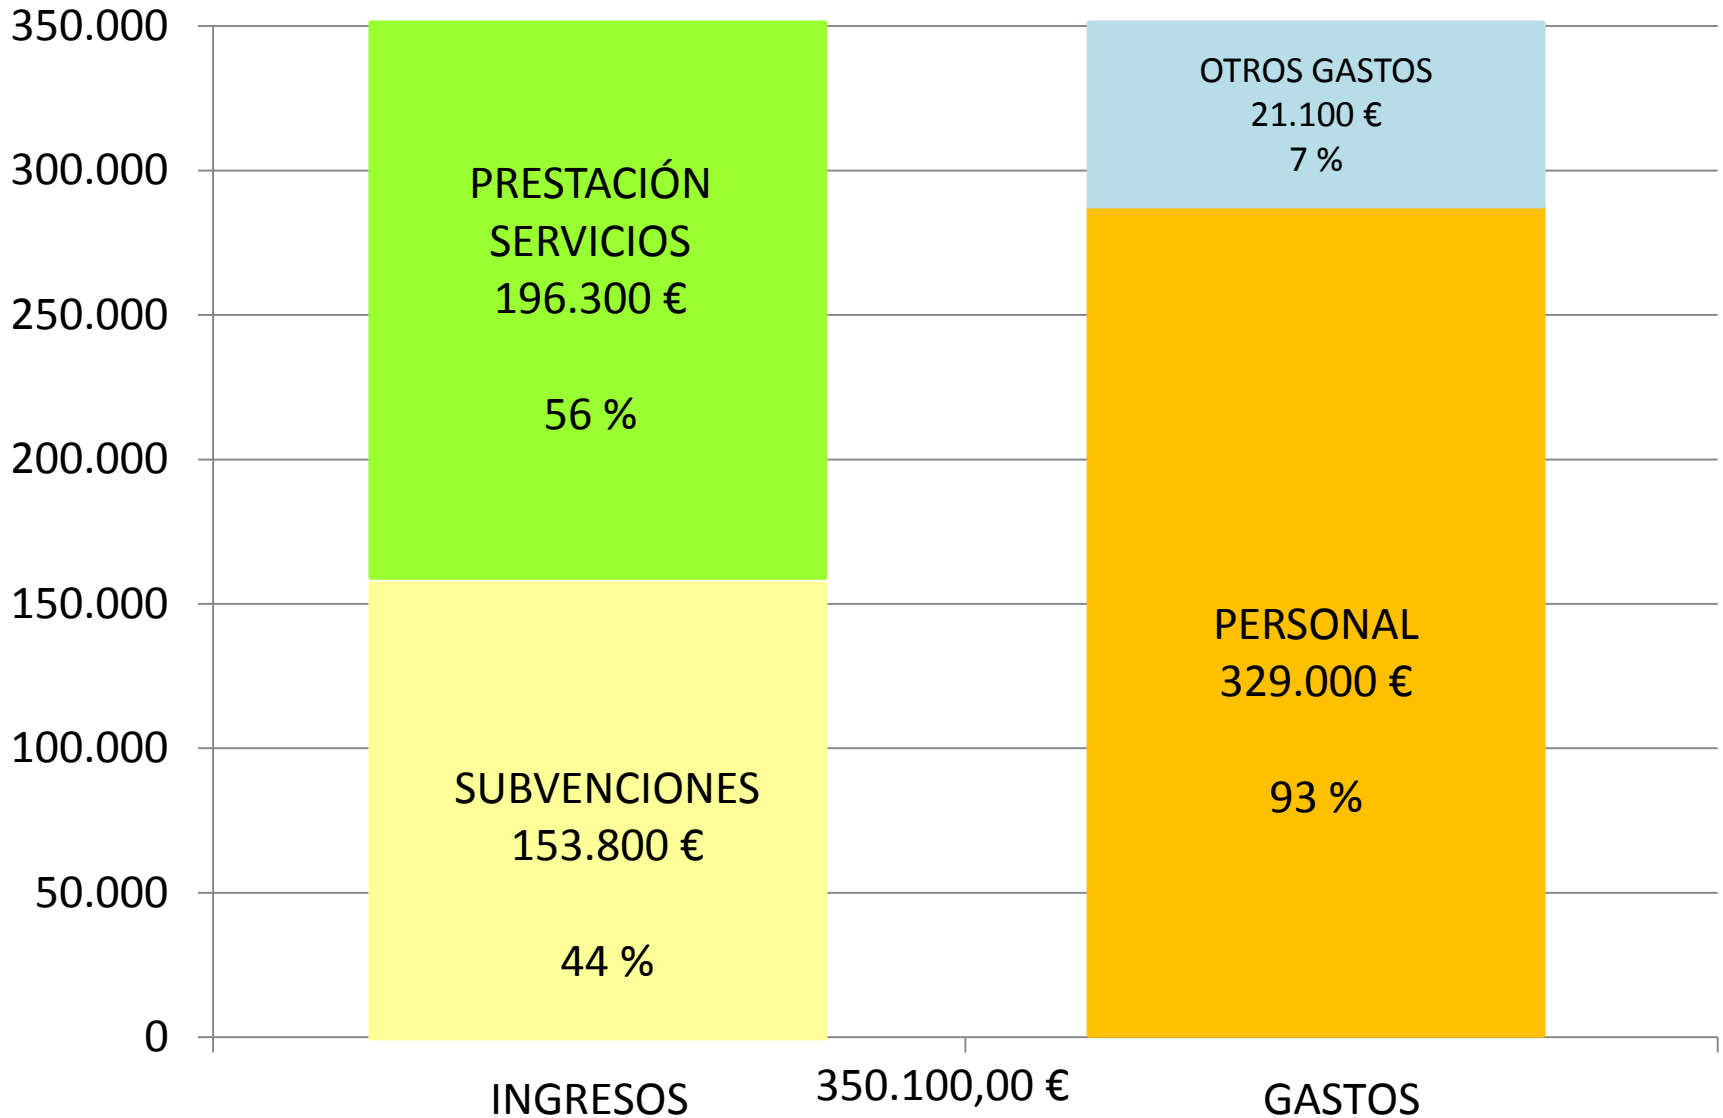 350.000
300.000
250.000
200.000
150.000
100.000
50.000
0
PRESTACIÓN
SERVICIOS
196.300 €
56 %
SUBVENCIONES
153.800 €
44 %
OTROS GASTOS
21.100 €
7 %
PERSONAL
329.000 €
93 %
INGRESOS
350.100,00 €
GASTOS